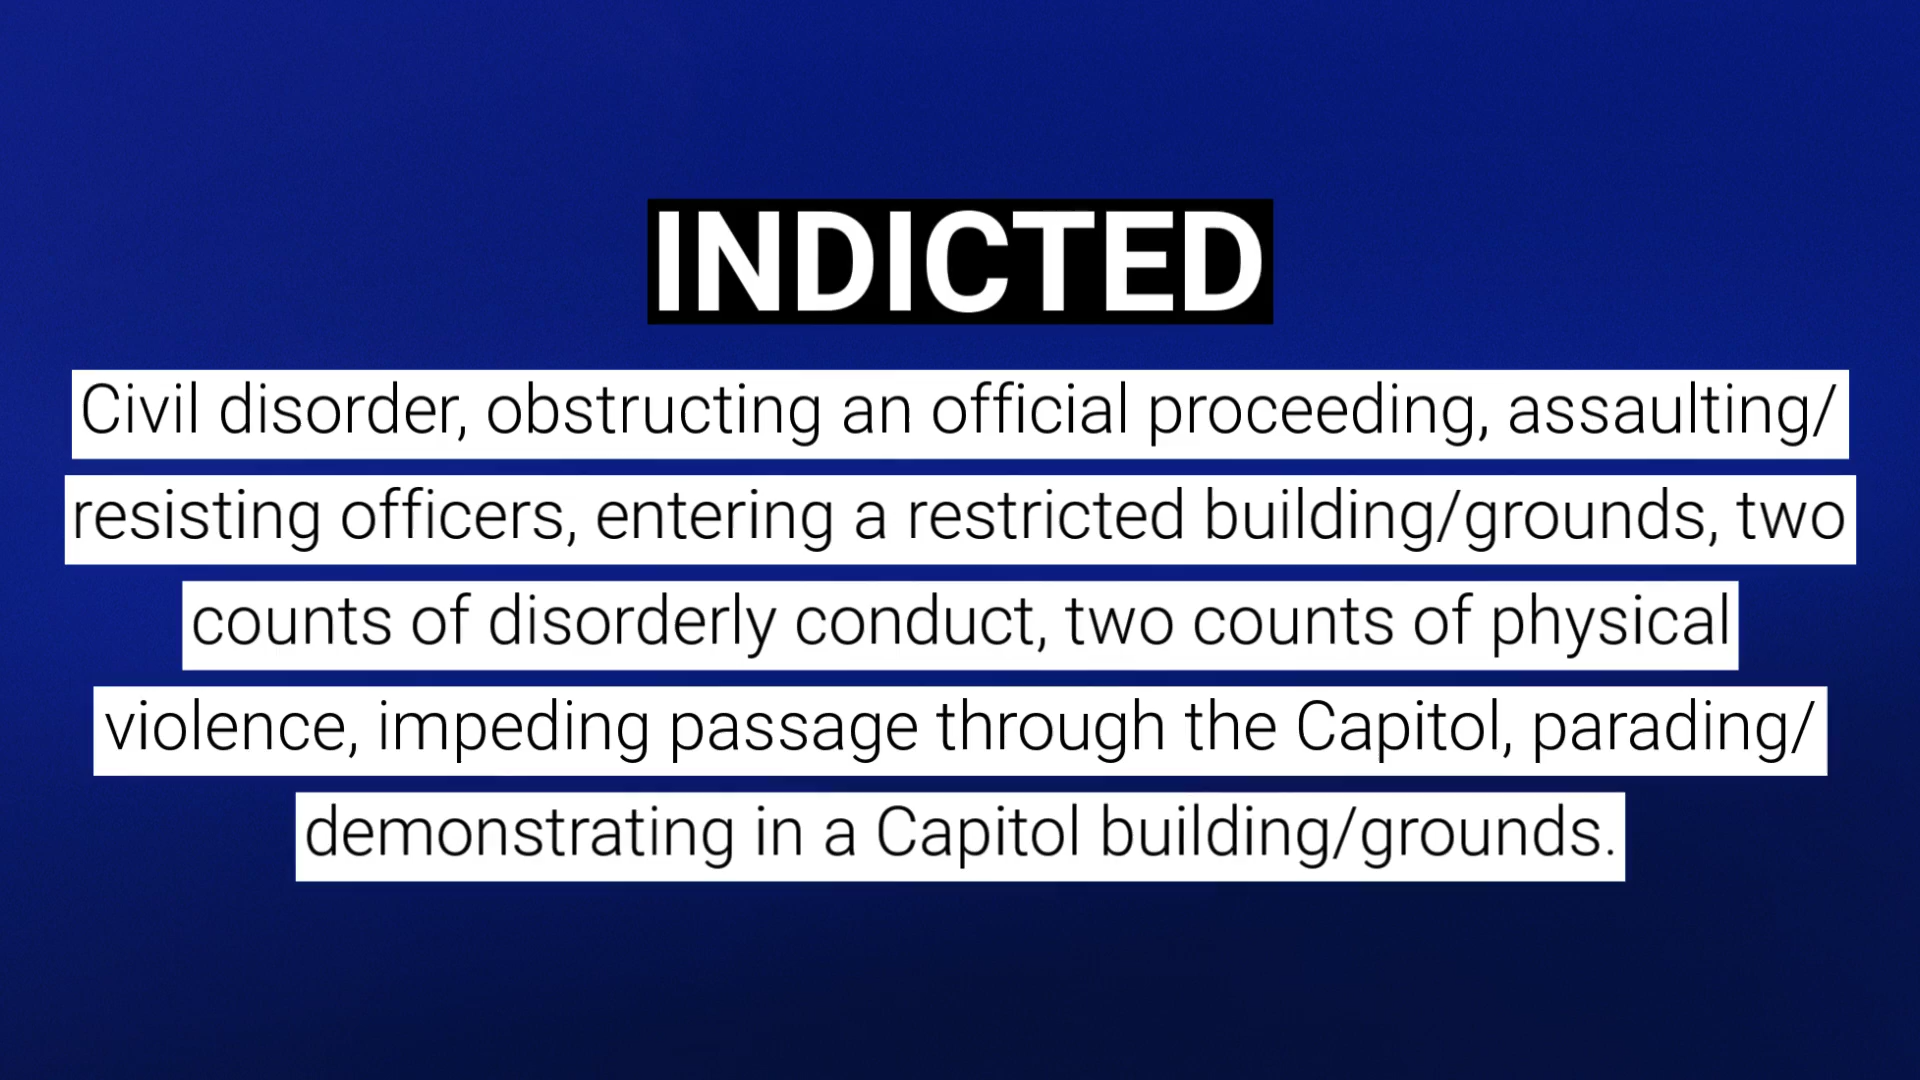 INDICTED
Civil disorder, obstructing an official proceeding, assaulting/
resisting officers, entering a restricted building/grounds, two
counts of disorderly conduct, two counts of physical
violence, impeding passage through the Capitol, parading/
demonstrating in a Capitol building/grounds.